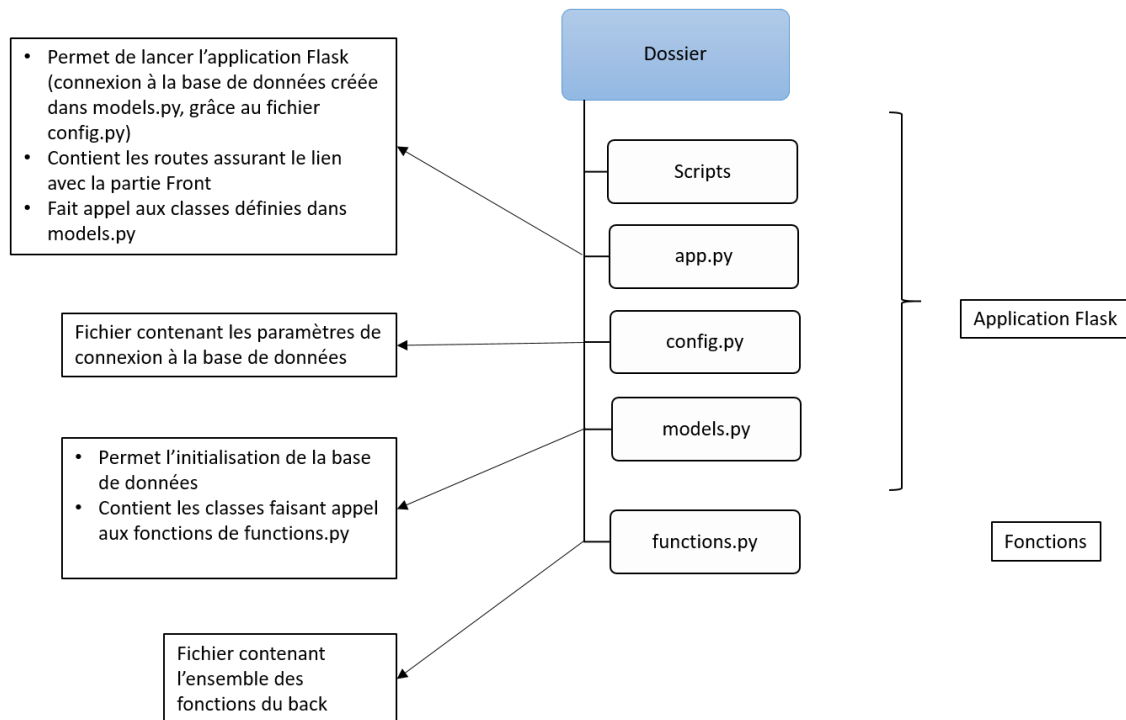 Dossier
• Permet de lancer l'application Flask
(connexion à la base de données créée
dans models.py, grâce au fichier
config.py)
• Contient les routes assurant le lien
avec la partie Front
• Fait appel aux classes définies dans
models.py
Scripts
app.py
Fichier contenant les paramètres de
connexion à la base de données
config.py
Application Flask
• Permet l'initialisation de la base
de données
• Contient les classes faisant appel
aux fonctions de functions.py
models.py
functions.py
Fonctions
Fichier contenant
l'ensemble des
fonctions du back